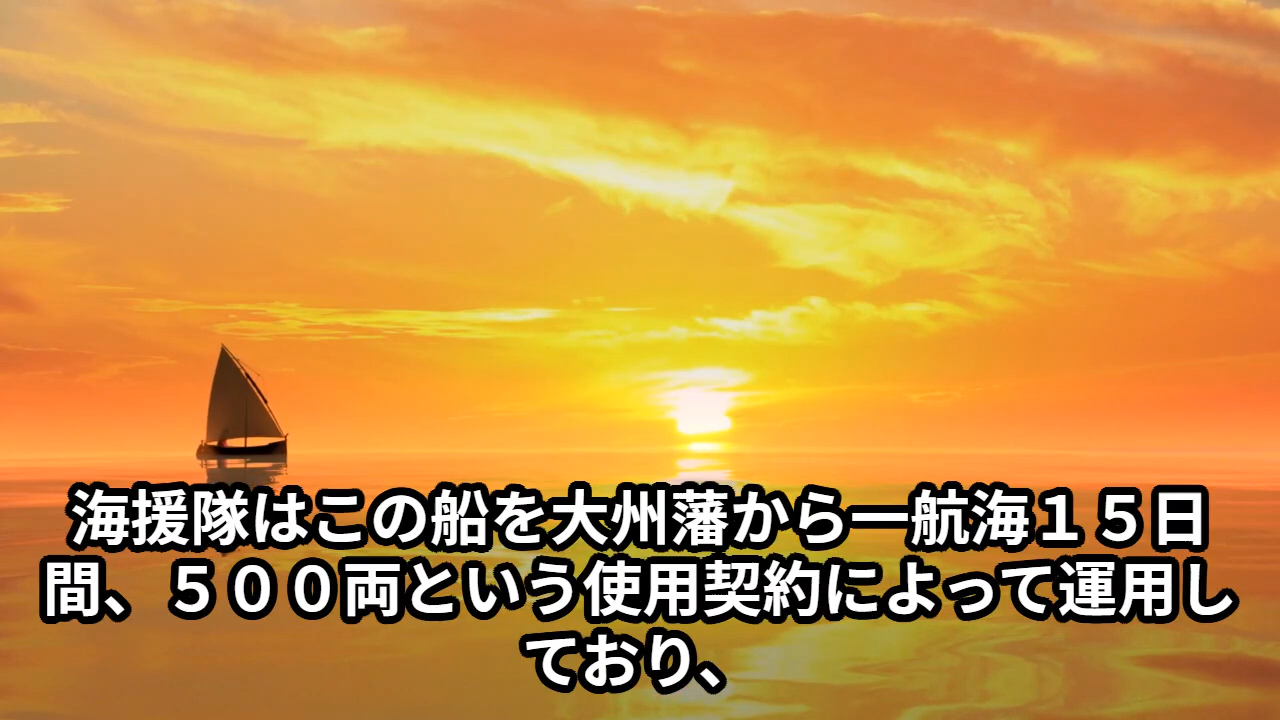 海援隊はこの船を大州藩から一航海１５日
間、５００両という使用契約によって運用し
ており、